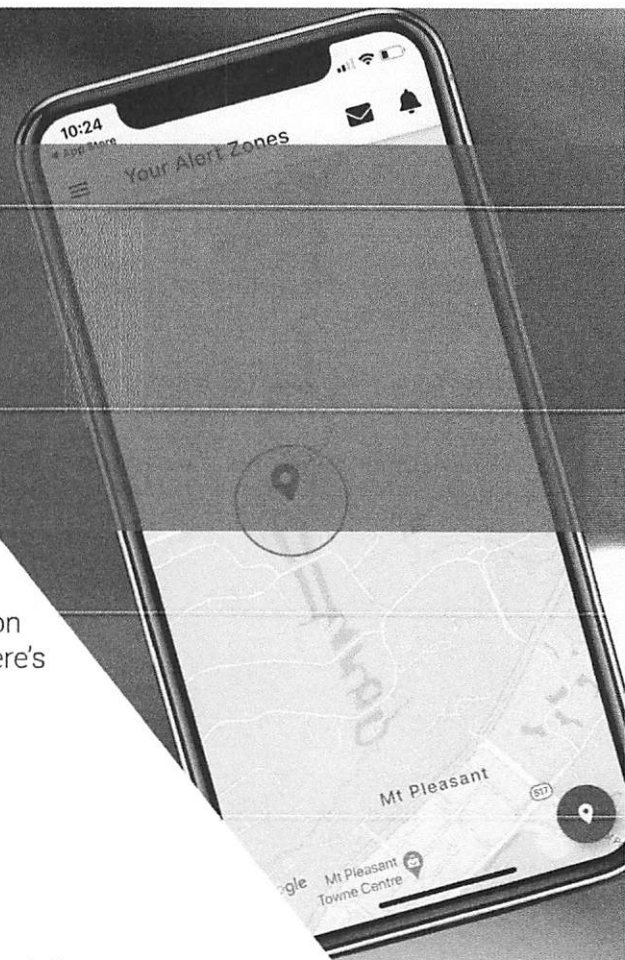 10:24
App Store
Your Alert Zones
on
ere's
Mt Pleasant
517
gle Mt Pleasant
Towne Centre